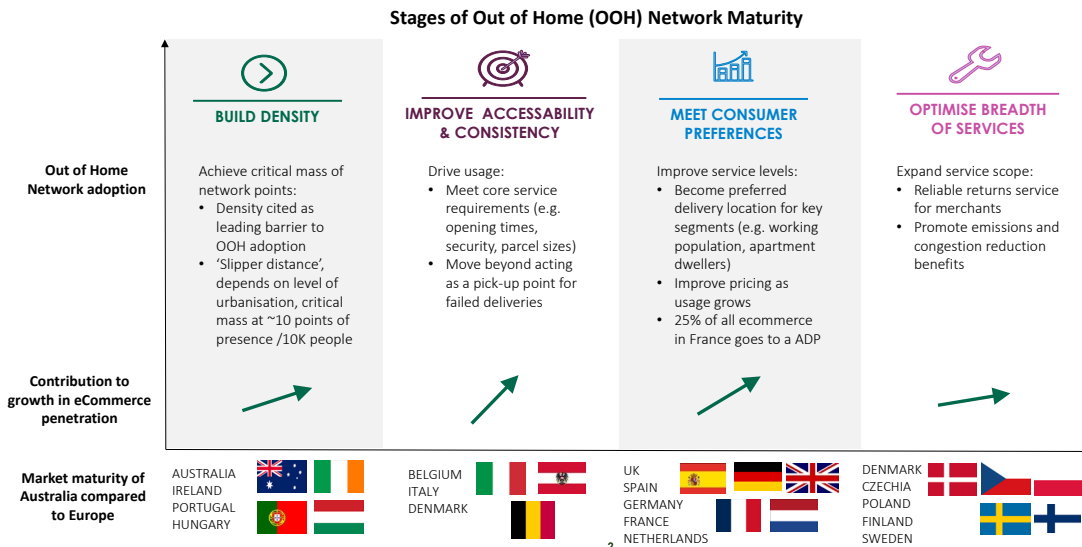 Stages of Out of Home (OOH) Network Maturity
BUILD DENSITY
IMPROVE ACCESSABILITY
& CONSISTENCY
MEET CONSUMER
PREFERENCES
OPTIMISE BREADTH
OF SERVICES
Out of Home
Network adoption
Achieve critical mass of
network points:
• Density cited as
leading barrier to
OOH adoption
• ‘Slipper distance’,
depends on level of
urbanisation, critical
mass at ~10 points of
presence /10K people
Drive usage:
• Meet core service
requirements (e.g.
opening times,
security, parcel sizes)
• Move beyond acting
as a pick-up point for
failed deliveries
Improve service levels:
• Become preferred
delivery location for key
segments (e.g. working
population, apartment
dwellers)
• Improve pricing as
usage grows
• 25% of all ecommerce
in France goes to a ADP
Expand service scope:
• Reliable returns service
for merchants
• Promote emissions and
congestion reduction
benefits
Contribution to
growth in eCommerce
penetration
Market maturity of
Australia compared
to Europe
AUSTRALIA
IRELAND
PORTUGAL
HUNGARY
BELGIUM
ITALY
DENMARK
UK
SPAIN
GERMANY
FRANCE
NETHERLANDS
DENMARK
CZECHIA
POLAND
FINLAND
SWEDEN